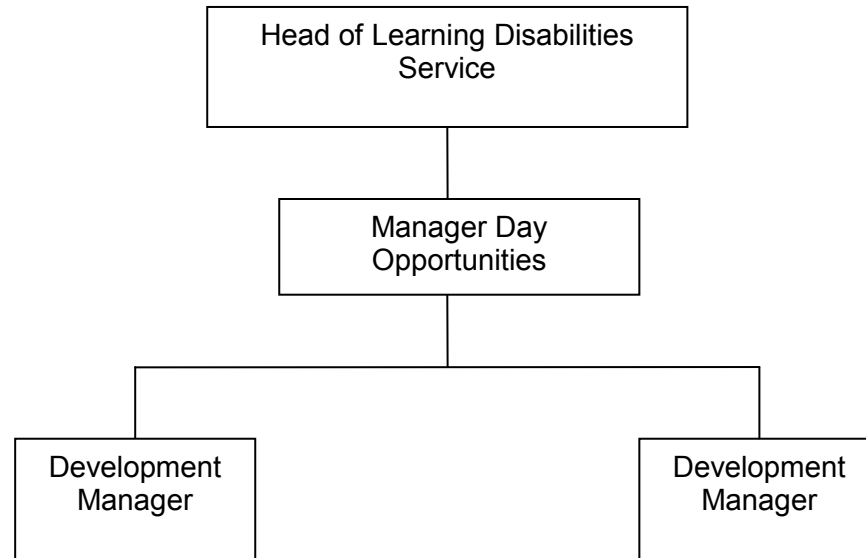 Head of Learning Disabilities
Service
Manager Day
Opportunities
Development
Manager
Development
Manager